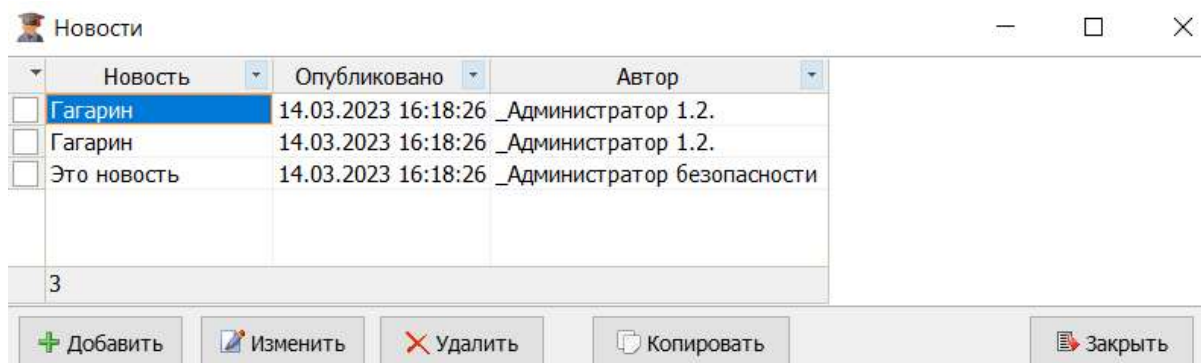 Новости
Новость Опубликовано Автор
Гагарин 14.03.2023 16:18:26 _Администратор 1.2.
Гагарин 14.03.2023 16:18:26 _Администратор 1.2.
Это новость 14.03.2023 16:18:26 _Администратор безопасности
3
Добавить Изменить Удалить Копировать Закрыть